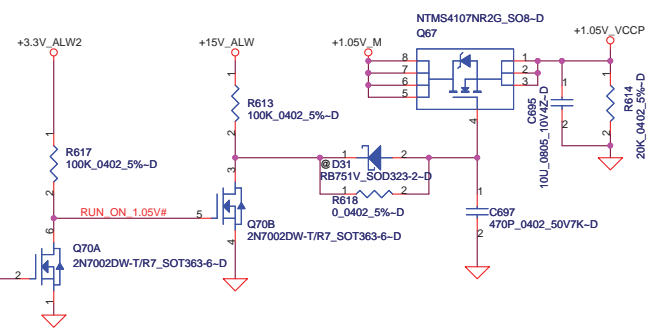 NTMS4107NR2G_SO8~D
Q67
+3.3V_ALW2
+15V_ALW
+1.05V_M
+1.05V_VCCP
8
7
6
5
1
2
3
4
1
R613
100K_0402_5%~D
2
1
C695
10U_0805_10V4Z~D
2
1
R614
20K_0402_5%~D
2
1
R617
100K_0402_5%~D
2
1
@D31
2
RB751V_SOD323-2~D
1
2
R618
0_0402_5%~D
3
RUN_ON_1.05V#
5
Q70B
2N7002DW-T/R7_SOT363-6~D
4
1
C697
470P_0402_50V7K~D
2
6
Q70A
2N7002DW-T/R7_SOT363-6~D
2
1